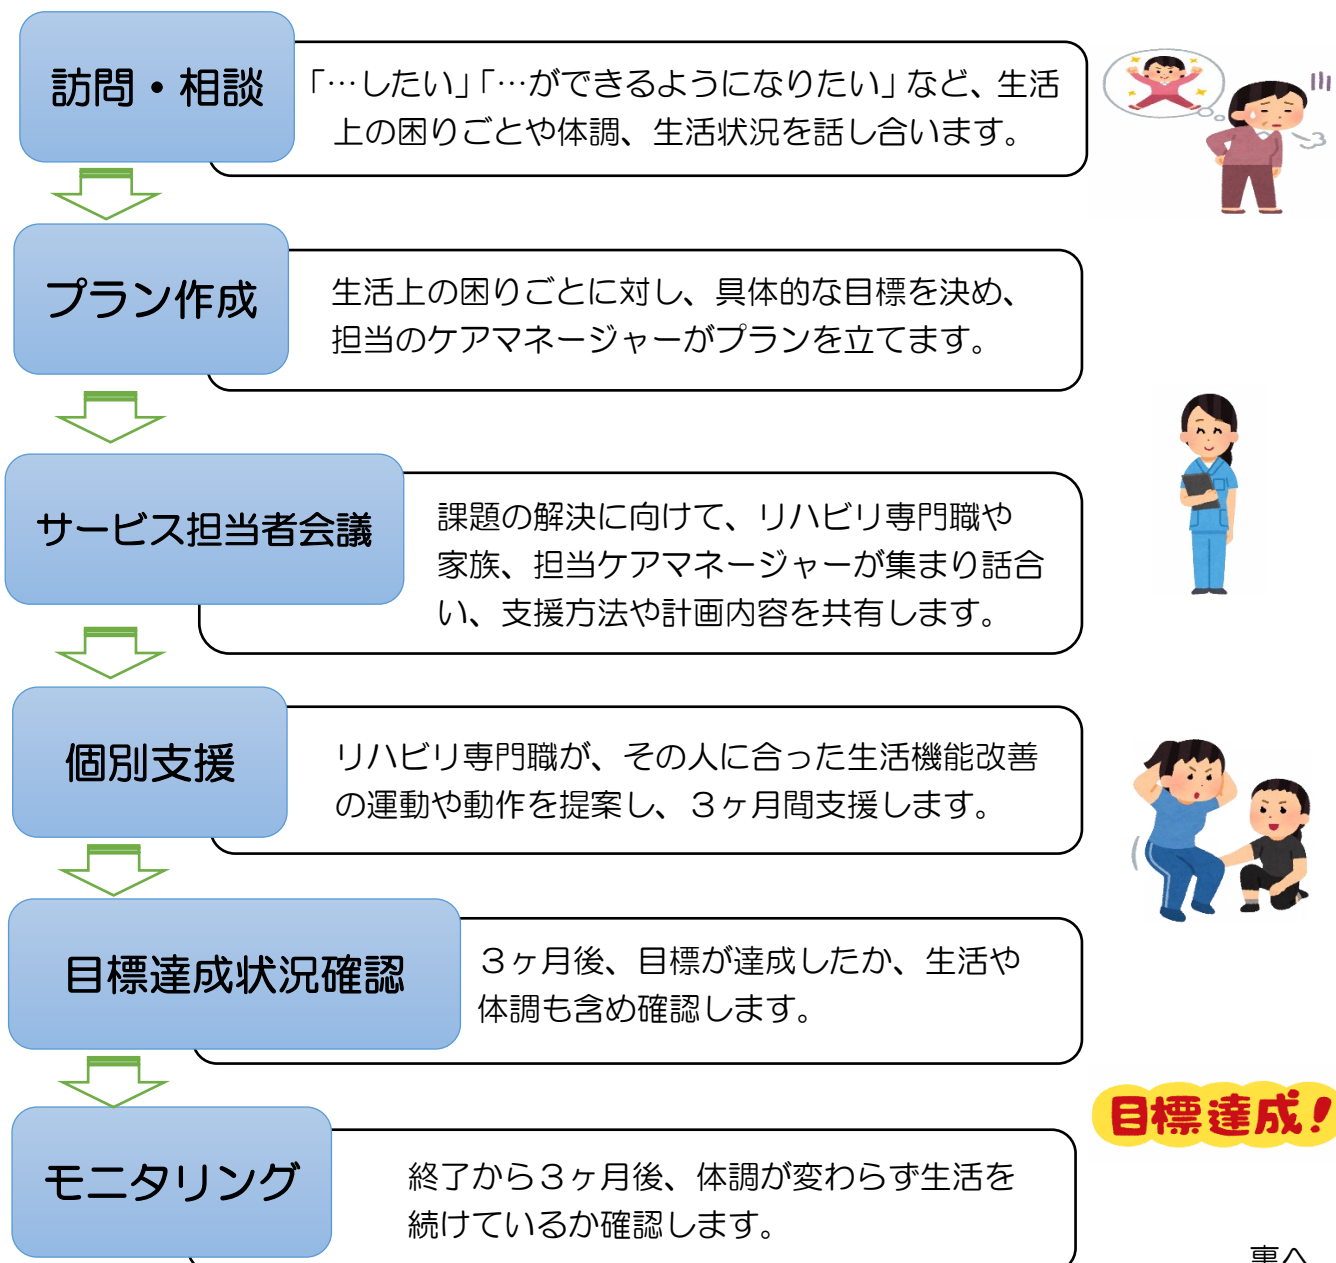 訪問・相談
「…したい」「…ができるようになりたい」など、生活
上の困りごとや体調、生活状況を話し合います。
プラン作成
生活上の困りごとに対し、具体的な目標を決め、
担当のケアマネージャーがプランを立てます。
サービス担当者会議
課題の解決に向けて、リハビリ専門職や
家族、担当ケアマネージャーが集まり話合
い、支援方法や計画内容を共有します。
個別支援
リハビリ専門職が、その人に合った生活機能改善
の運動や動作を提案し、３ヶ月間支援します。
目標達成状況確認
３ヶ月後、目標が達成したか、生活や
体調も含め確認します。
目標達成！
モニタリング
終了から３ヶ月後、体調が変わらず生活を
続けているか確認します。
裏へ